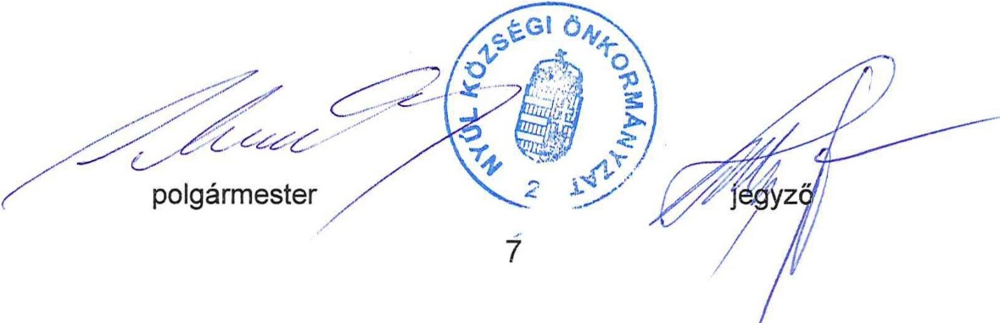 NYÚL KÖZSÉGI ÖNKORMÁNYZAT
2
polgármester
jegyző
7